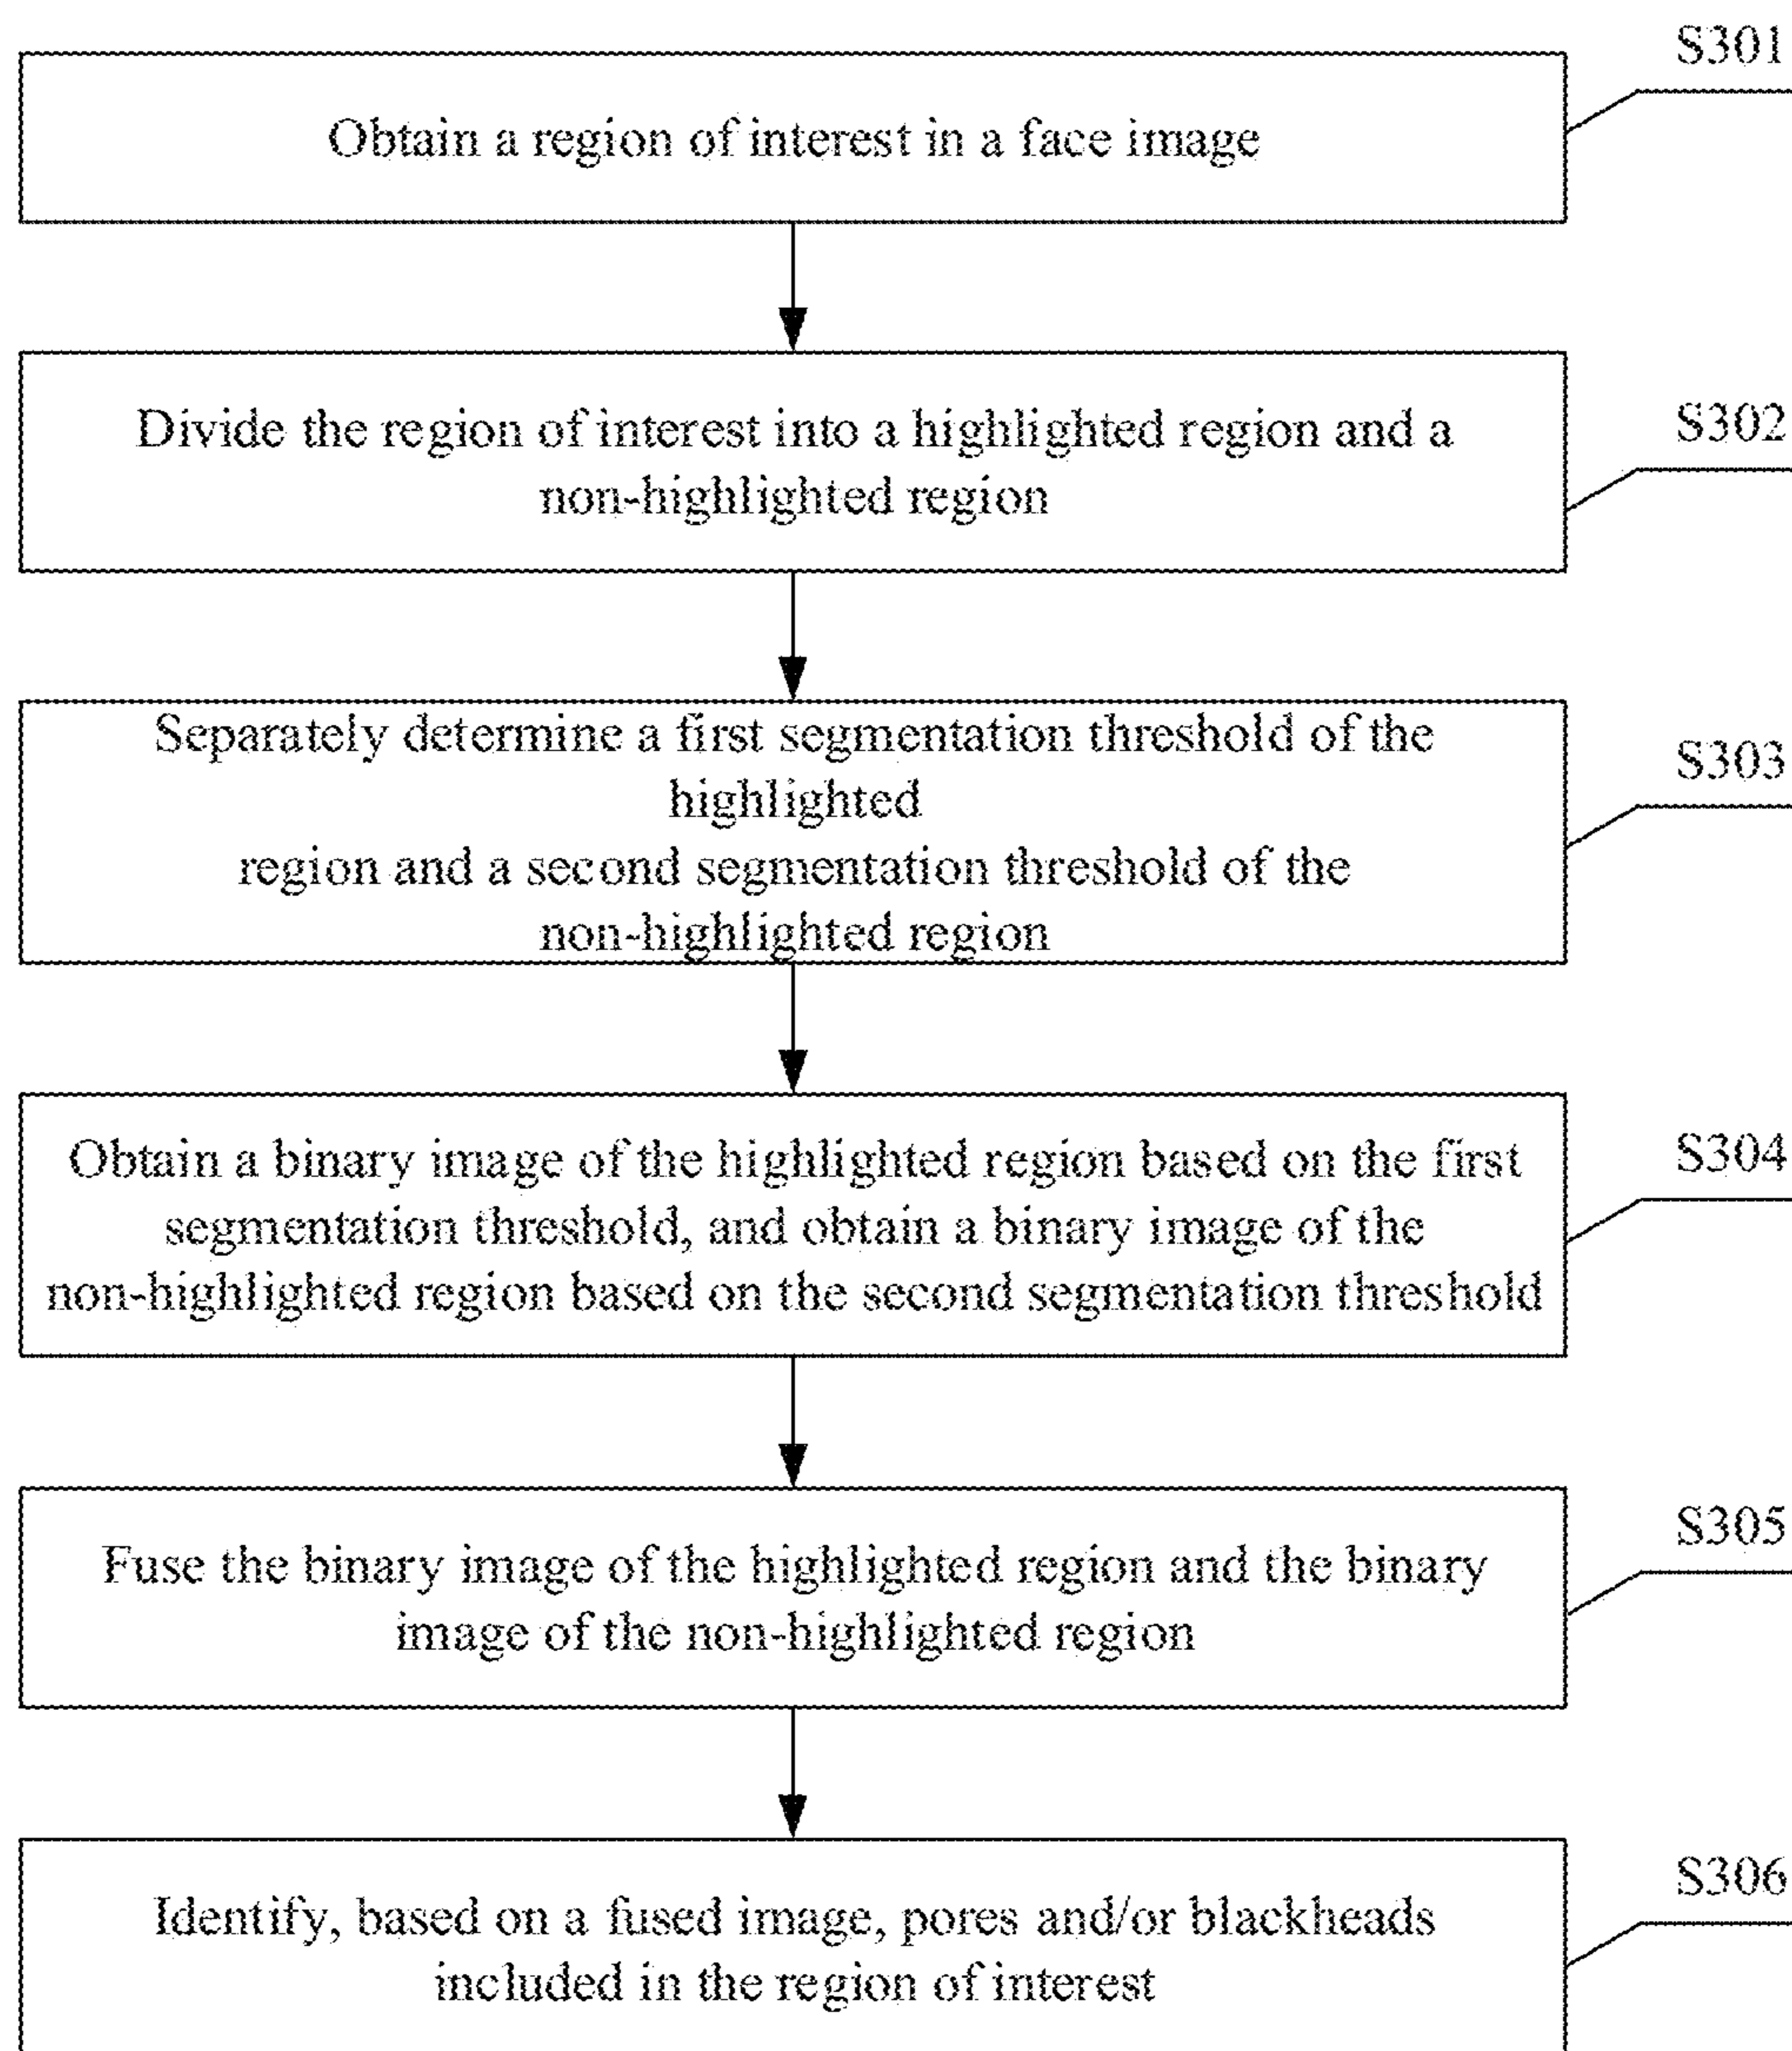 S301
Obtain a region of interest in a face image
S302
Divide the region of interest into a highlighted region and a
non-highlighted region
S303
Separately determine a first segmentation threshold of the
highlighted
region and a second segmentation threshold of the
non-highlighted region
S304
Obtain a binary image of the highlighted region based on the first
segmentation threshold, and obtain a binary image of the
non-highlighted region based on the second segmentation threshold
S305
Fuse the binary image of the highlighted region and the binary
image of the non-highlighted region
S306
Identify, based on a fused image, pores and/or blackheads
included in the region of interest